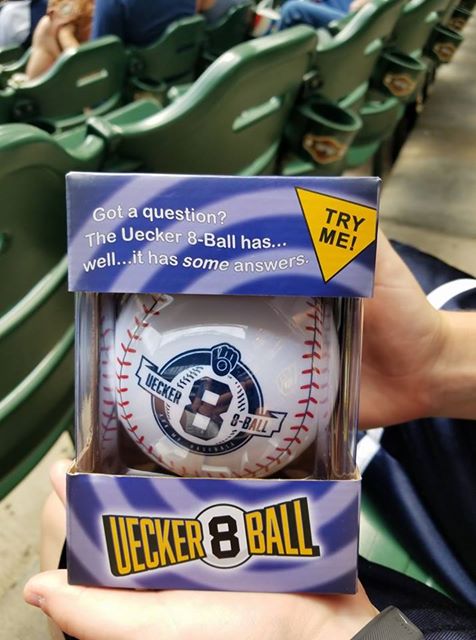 Got a question?
The Uecker 8-Ball has...
well...it has some answers.
TRY
ME!
UECKER
8
8-BALL
UECKER 8 BALL